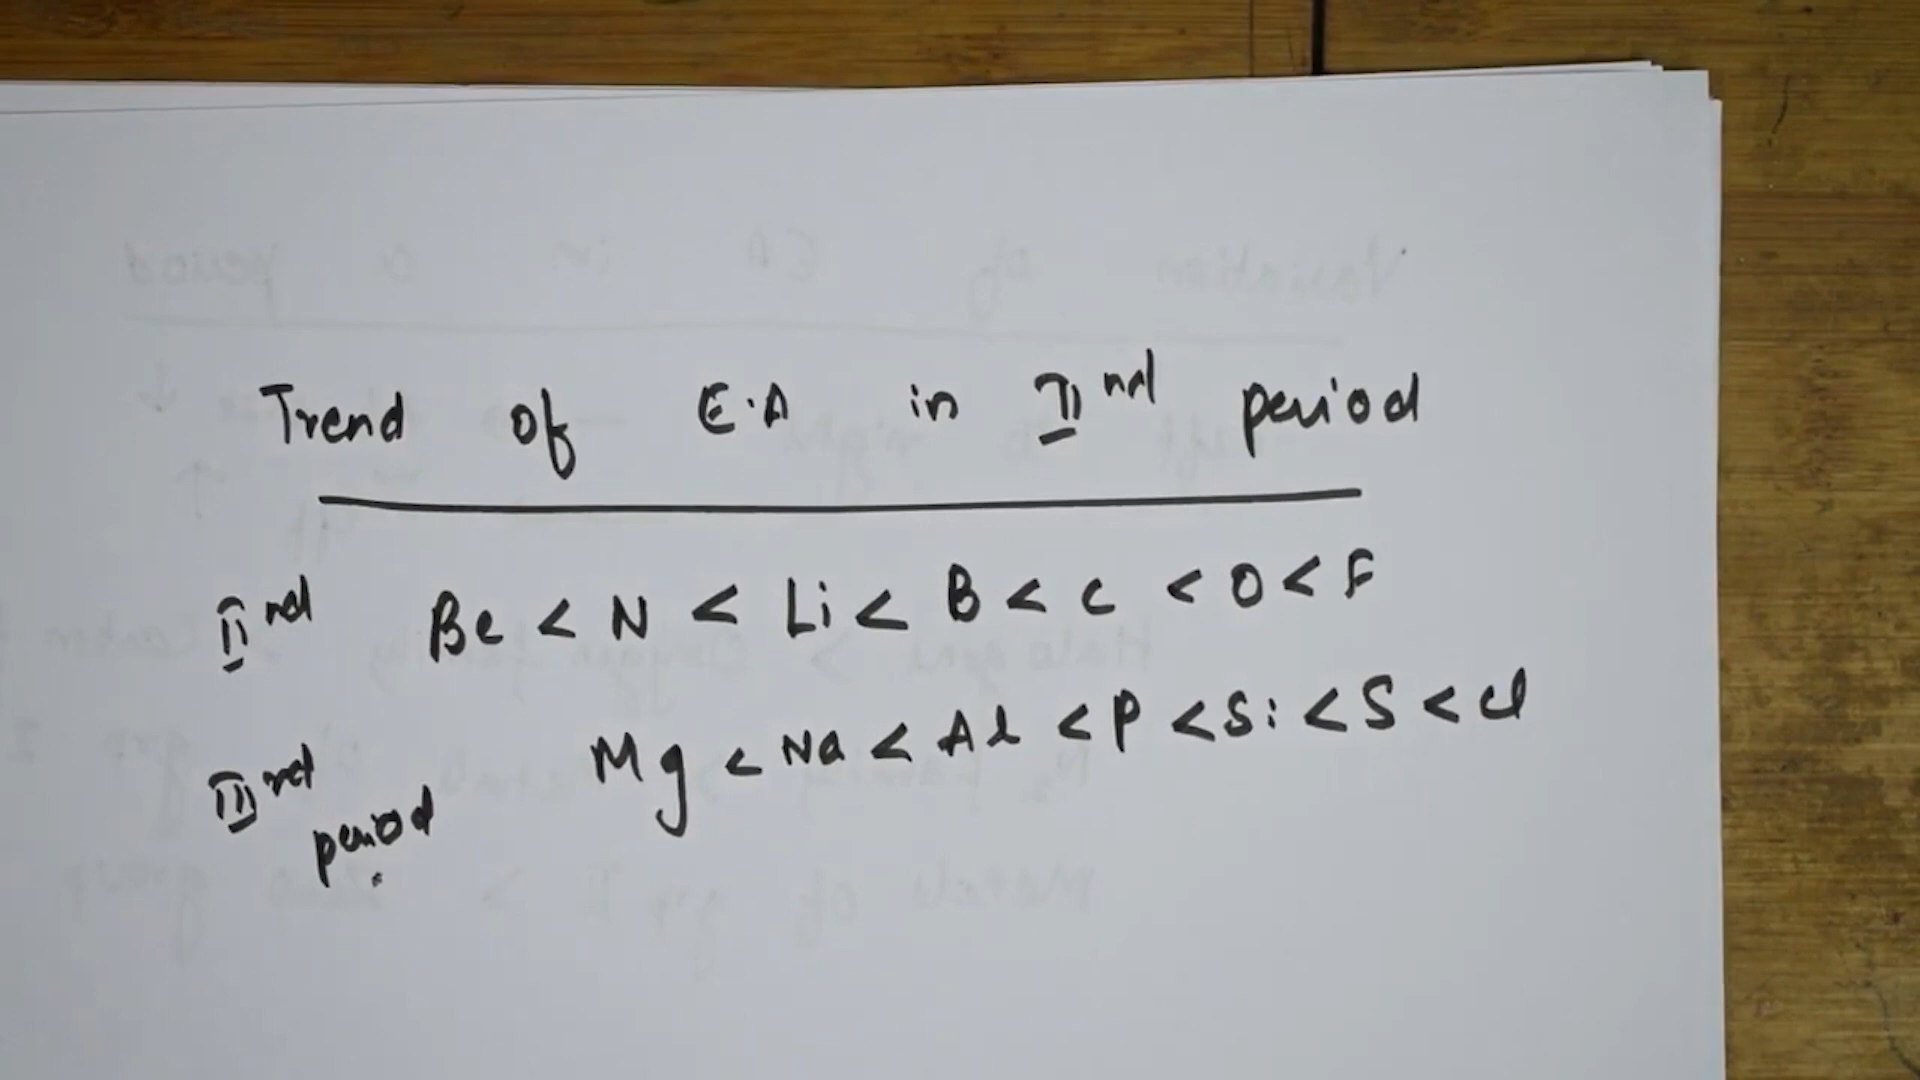 Trend of E.A in IInd period
IInd Be < N < Li < B < C < O < F
IIIrd period Mg < Na < Al < P < Si < S < Cl